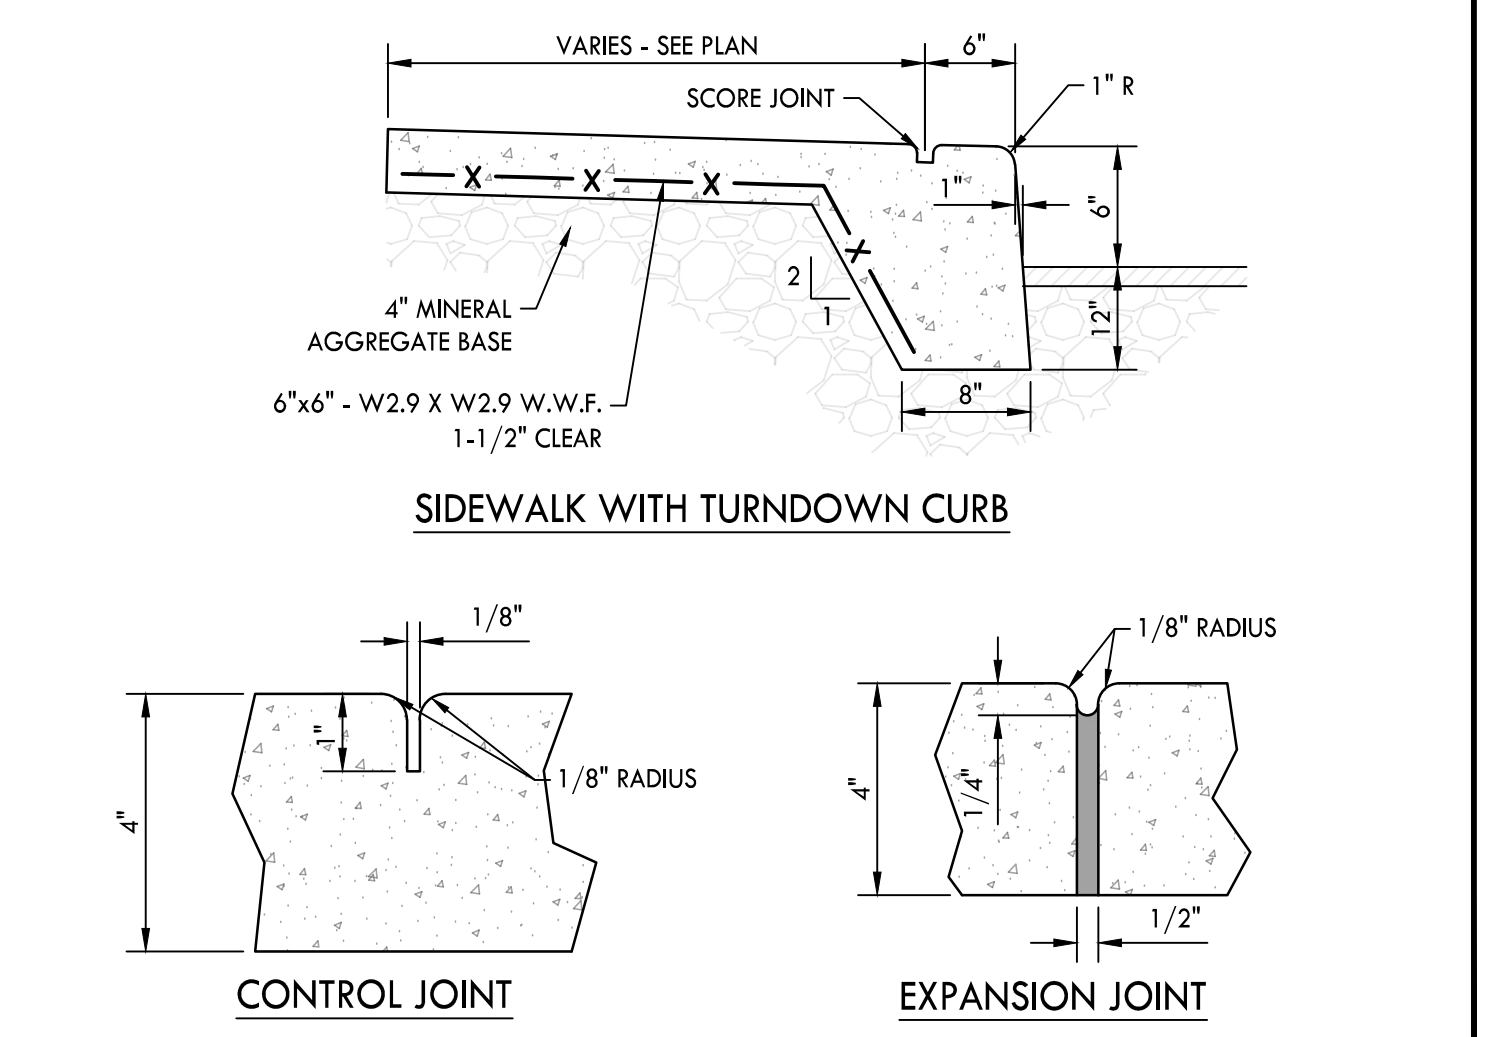 VARIES - SEE PLAN
6"
SCORE JOINT
1" R
1"
6"
2
1
4" MINERAL
AGGREGATE BASE
12"
6"x6" - W2.9 X W2.9 W.W.F.
1-1/2" CLEAR
8"
SIDEWALK WITH TURNDOWN CURB
1/8"
1"
1/8" RADIUS
4"
CONTROL JOINT
1/8" RADIUS
4"
1/4"
1/2"
EXPANSION JOINT